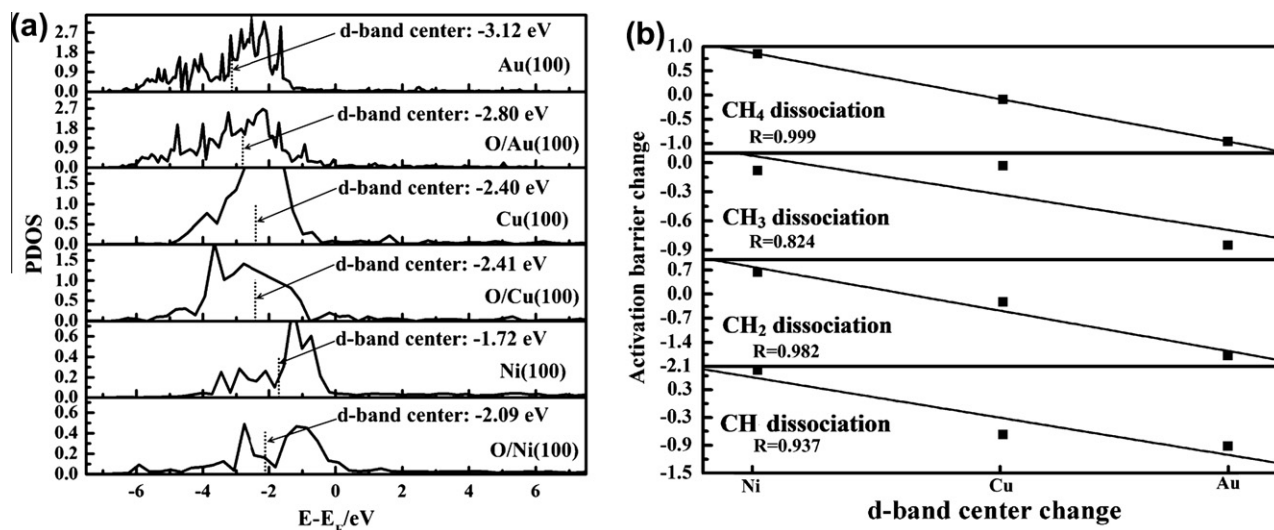 (a)
PDOS
2.7
1.8
0.9
0.0
d-band center: -3.12 eV
Au(100)
2.7
1.8
0.9
0.0
d-band center: -2.80 eV
O/Au(100)
1.5
1.0
0.5
0.0
d-band center: -2.40 eV
Cu(100)
1.5
1.0
0.5
0.0
d-band center: -2.41 eV
O/Cu(100)
0.6
0.4
0.2
0.0
d-band center: -1.72 eV
Ni(100)
0.6
0.4
0.2
0.0
d-band center: -2.09 eV
O/Ni(100)
-6 -4 -2 0 2 4 6
E-E_F/eV
(b)
Activation barrier change
1.0
0.5
0.0
-0.5
-1.0
CH₄ dissociation
R=0.999
0.0
-0.3
-0.6
-0.9
CH₃ dissociation
R=0.824
0.7
0.0
-0.7
-1.4
-2.1
CH₂ dissociation
R=0.982
0.3
-0.3
-0.9
-1.5
CH dissociation
R=0.937
Ni Cu Au
d-band center change